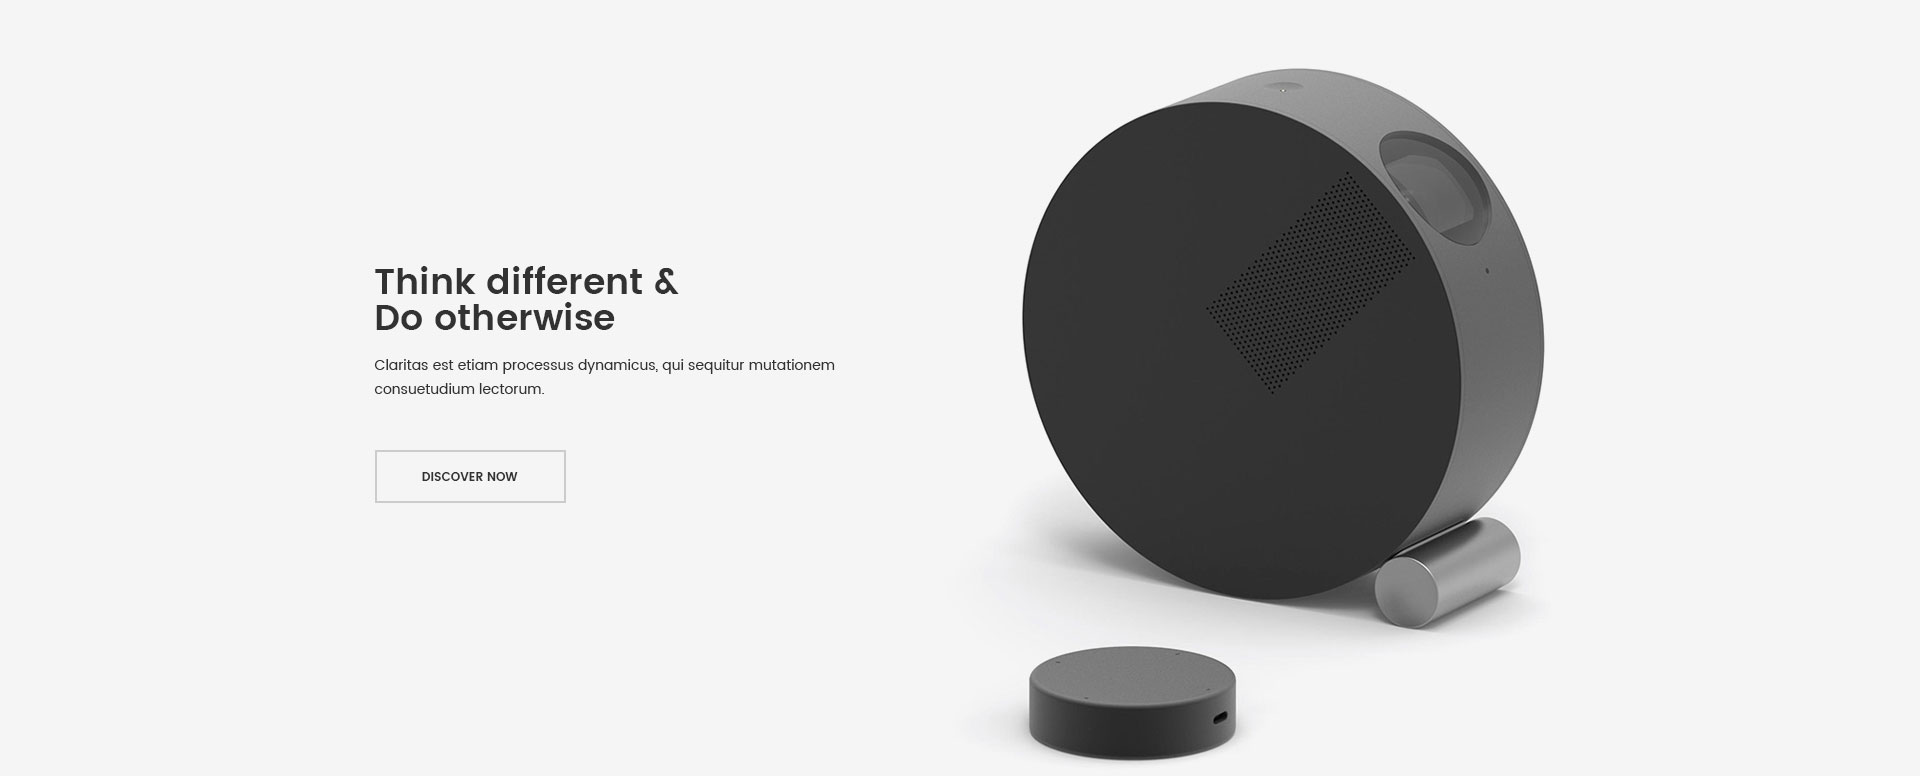 Think different &
Do otherwise
Claritas est etiam processus dynamicus, qui sequitur mutationem
consuetudium lectorum.
DISCOVER NOW